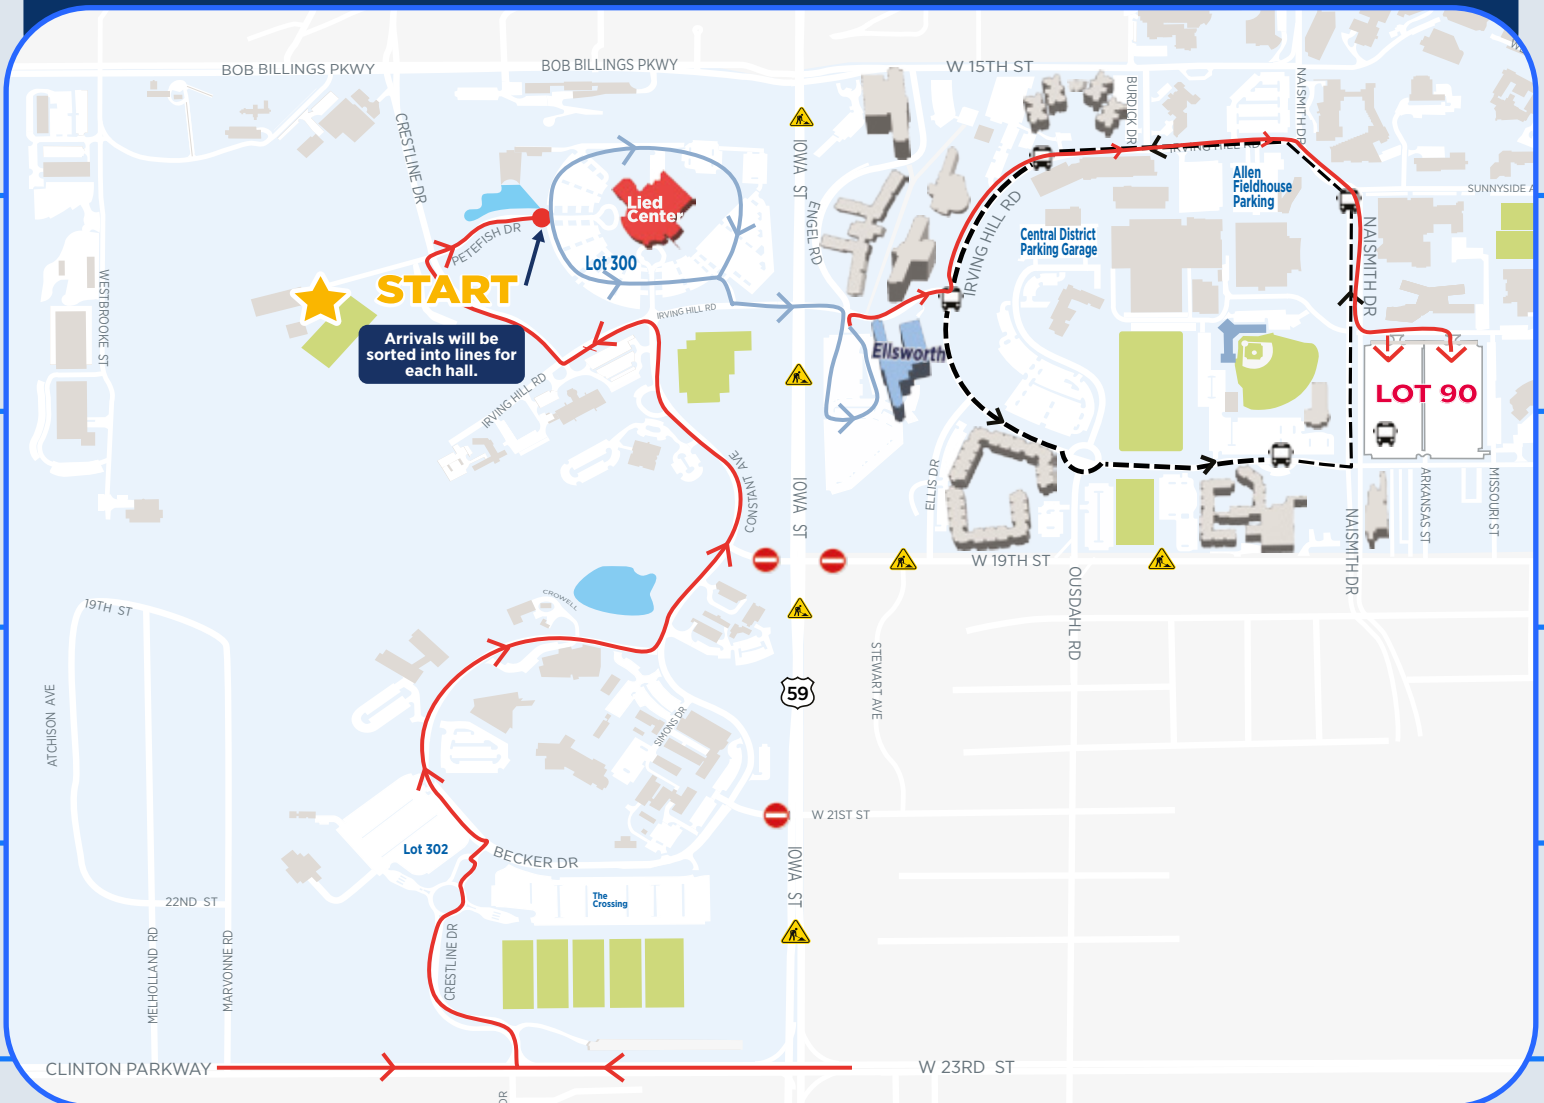 BOB BILLINGS PKWY
BOB BILLINGS PKWY
W 15TH ST
CRESTLINE DR
IOWA ST
BURDICK DR
NAISMITH DR
IRVING HILL RD
Allen
Fieldhouse
Parking
SUNNYSIDE A
Lied
Center
ENGEL RD
PETEFISH DR
Lot 300
IRVING HILL RD
Central District
Parking Garage
NAISMITH DR
WESTBROOKE ST
START
IRVING HILL RD
Arrivals will be
sorted into lines for
each hall.
Ellsworth
LOT 90
IRVING HILL RD
CONSTANT AVE
IOWA ST
ELLIS DR
ARKANSAS ST
MISSOURI ST
NAISMITH DR
W 19TH ST
OUSDAHL RD
CROWELL
19TH ST
STEWART AVE
59
ATCHISON AVE
SIMONS DR
W 21ST ST
Lot 302
BECKER DR
IOWA ST
The
Crossing
22ND ST
MELHOLLAND RD
MARVONNE RD
CRESTLINE DR
CLINTON PARKWAY
W 23RD ST
DR